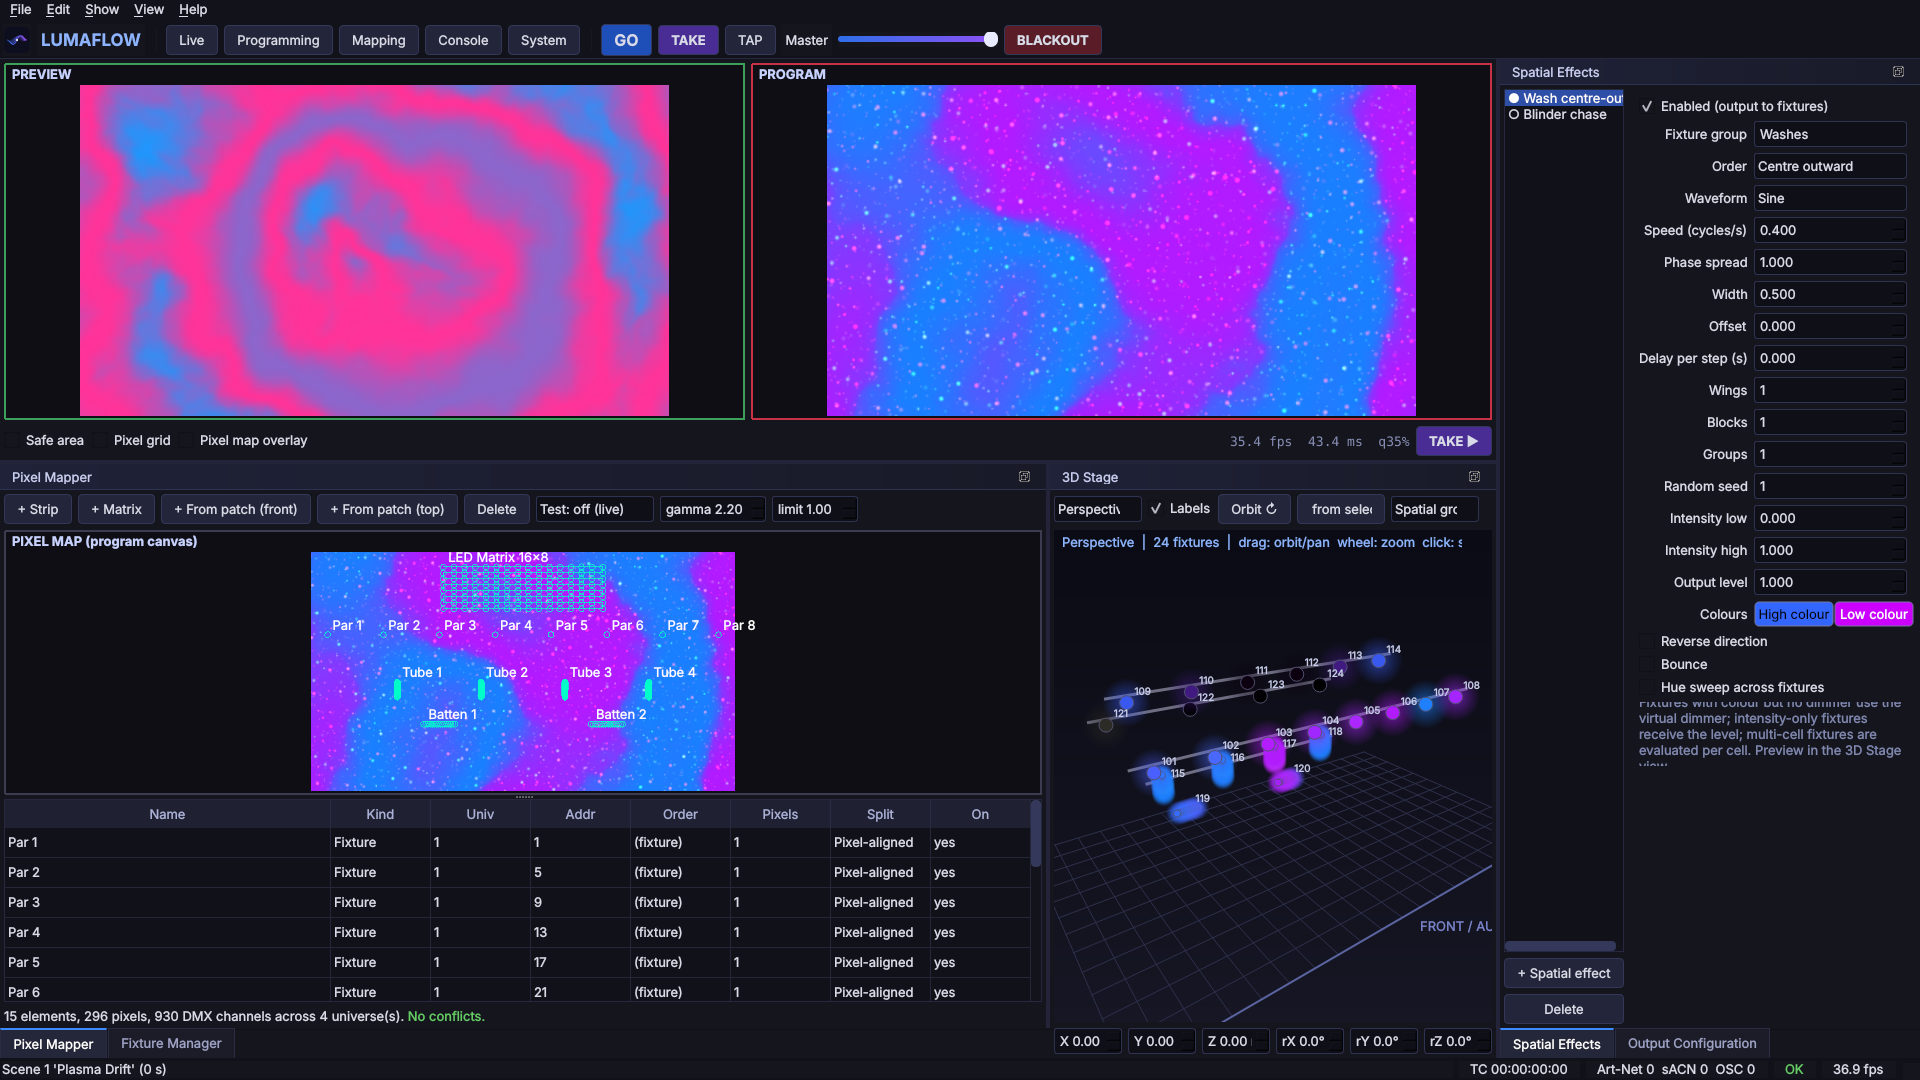 File Edit Show View Help
LUMAFLOW Live Programming Mapping Console System GO TAKE TAP Master BLACKOUT
PREVIEW
PROGRAM
Safe area Pixel grid Pixel map overlay
35.4 fps 43.4 ms q35% TAKE ▶
Pixel Mapper
+ Strip + Matrix + From patch (front) + From patch (top) Delete Test: off (live) gamma 2.20 limit 1.00
PIXEL MAP (program canvas)
LED Matrix 16×8
Par 1 Par 2 Par 3 Par 4 Par 5 Par 6 Par 7 Par 8
Tube 1 Tube 2 Tube 3 Tube 4
Batten 1 Batten 2
Name Kind Univ Addr Order Pixels Split On
Par 1 Fixture 1 1 (fixture) 1 Pixel-aligned yes
Par 2 Fixture 1 5 (fixture) 1 Pixel-aligned yes
Par 3 Fixture 1 9 (fixture) 1 Pixel-aligned yes
Par 4 Fixture 1 13 (fixture) 1 Pixel-aligned yes
Par 5 Fixture 1 17 (fixture) 1 Pixel-aligned yes
Par 6 Fixture 1 21 (fixture) 1 Pixel-aligned yes
15 elements, 296 pixels, 930 DMX channels across 4 universe(s). No conflicts.
Pixel Mapper Fixture Manager
3D Stage
Perspectiv ✓ Labels Orbit ↻ from selec Spatial grc
Perspective | 24 fixtures | drag: orbit/pan wheel: zoom click: s
114
113
112
111
124
110
123
109
122
121
108
107
106
105
104
103
118
102
117
101
116
115
120
119
FRONT / AU
X 0.00 Y 0.00 Z 0.00 rX 0.0° rY 0.0° rZ 0.0°
Spatial Effects
Wash centre-out
Blinder chase
+ Spatial effect
Delete
✓ Enabled (output to fixtures)
Fixture group Washes
Order Centre outward
Waveform Sine
Speed (cycles/s) 0.400
Phase spread 1.000
Width 0.500
Offset 0.000
Delay per step (s) 0.000
Wings 1
Blocks 1
Groups 1
Random seed 1
Intensity low 0.000
Intensity high 1.000
Output level 1.000
Colours High colour Low colour
Reverse direction
Bounce
Hue sweep across fixtures
Fixtures with colour but no dimmer use the
virtual dimmer; intensity-only fixtures
receive the level; multi-cell fixtures are
evaluated per cell. Preview in the 3D Stage
view.
Spatial Effects Output Configuration
Scene 1 'Plasma Drift' (0 s)
TC 00:00:00:00 Art-Net 0 sACN 0 OSC 0 OK 36.9 fps